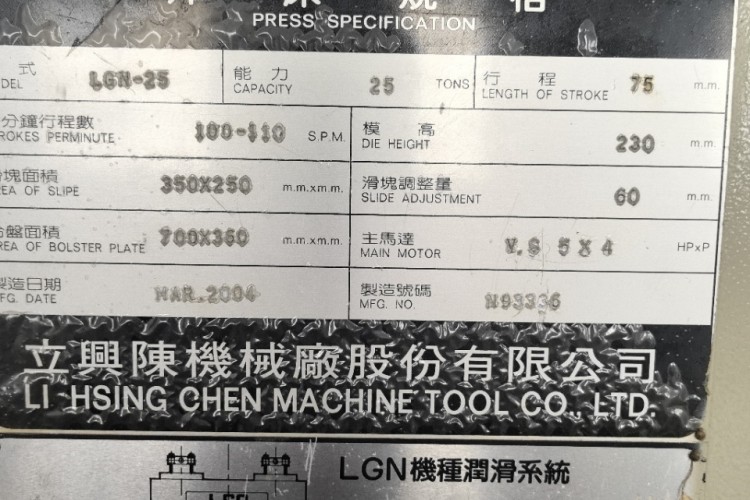 PRESS SPECIFICATION
式 LGN-25 能力 25 TONS 行程 75 m.m.
DEL CAPACITY LENGTH OF STROKE
分鐘行程數 100-110 S.P.M. 模高 230 m.m.
ROKES PERMINUTE DIE HEIGHT
塊面積 350X250 m.m.xm.m. 滑塊調整量 60 m.m.
EA OF SLIPE SLIDE ADJUSTMENT
盤面積 700X360 m.m.xm.m. 主馬達 V.S 5X4 HPxP
REA OF BOLSTER PLATE MAIN MOTOR
製造日期 MAR.2004 製造號碼 N93336
FG. DATE MFG. NO.
立興陳機械廠股份有限公司
LI HSING CHEN MACHINE TOOL CO., LTD.
LGN機種潤滑系統